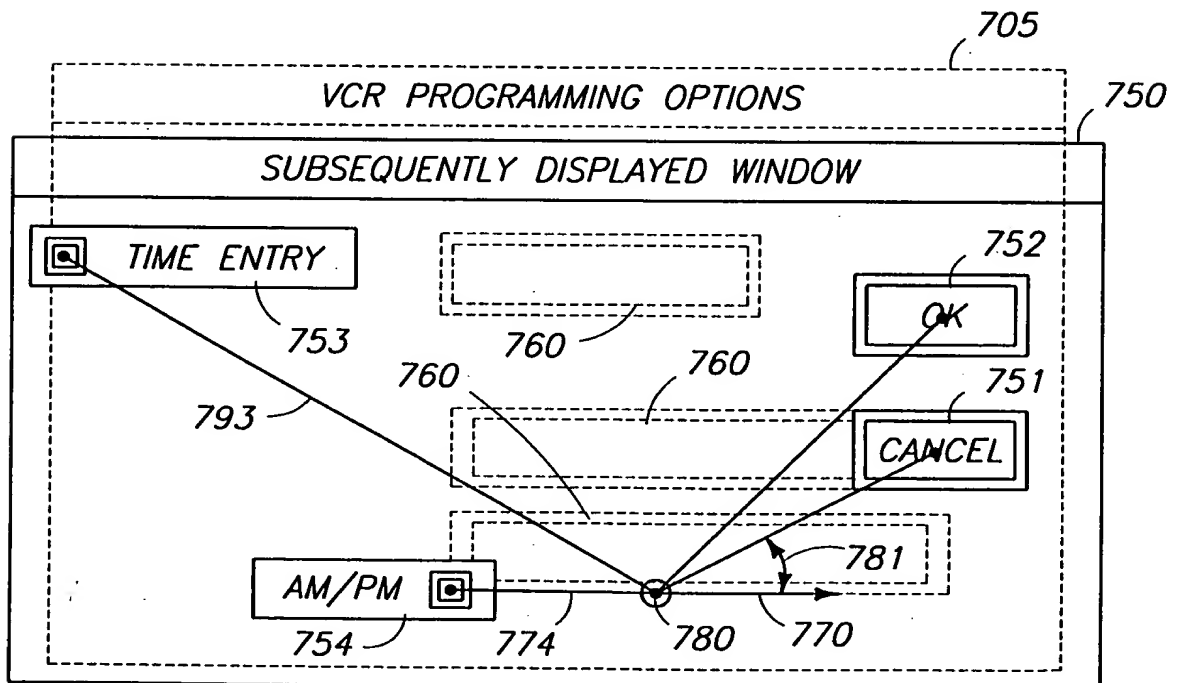 705
VCR PROGRAMMING OPTIONS
750
SUBSEQUENTLY DISPLAYED WINDOW
TIME ENTRY
752
OK
753
760
760
760
751
793
CANCEL
781
AM/PM
754
774
780
770